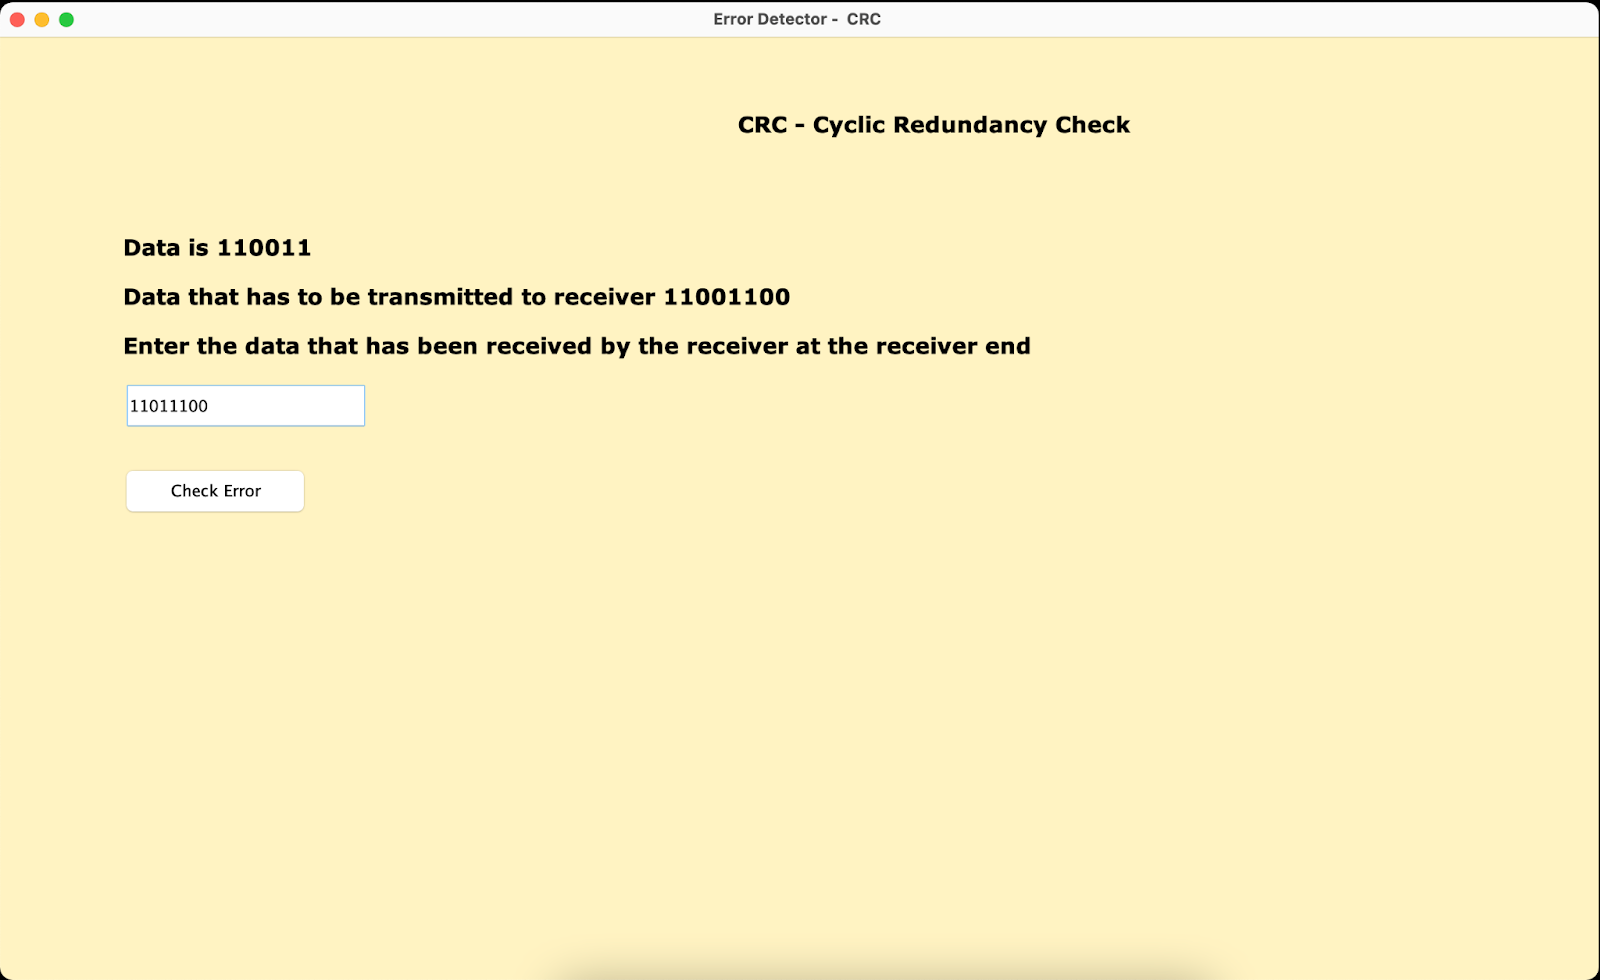 Error Detector -  CRC
CRC - Cyclic Redundancy Check
Data is 110011
Data that has to be transmitted to receiver 11001100
Enter the data that has been received by the receiver at the receiver end
11011100
Check Error